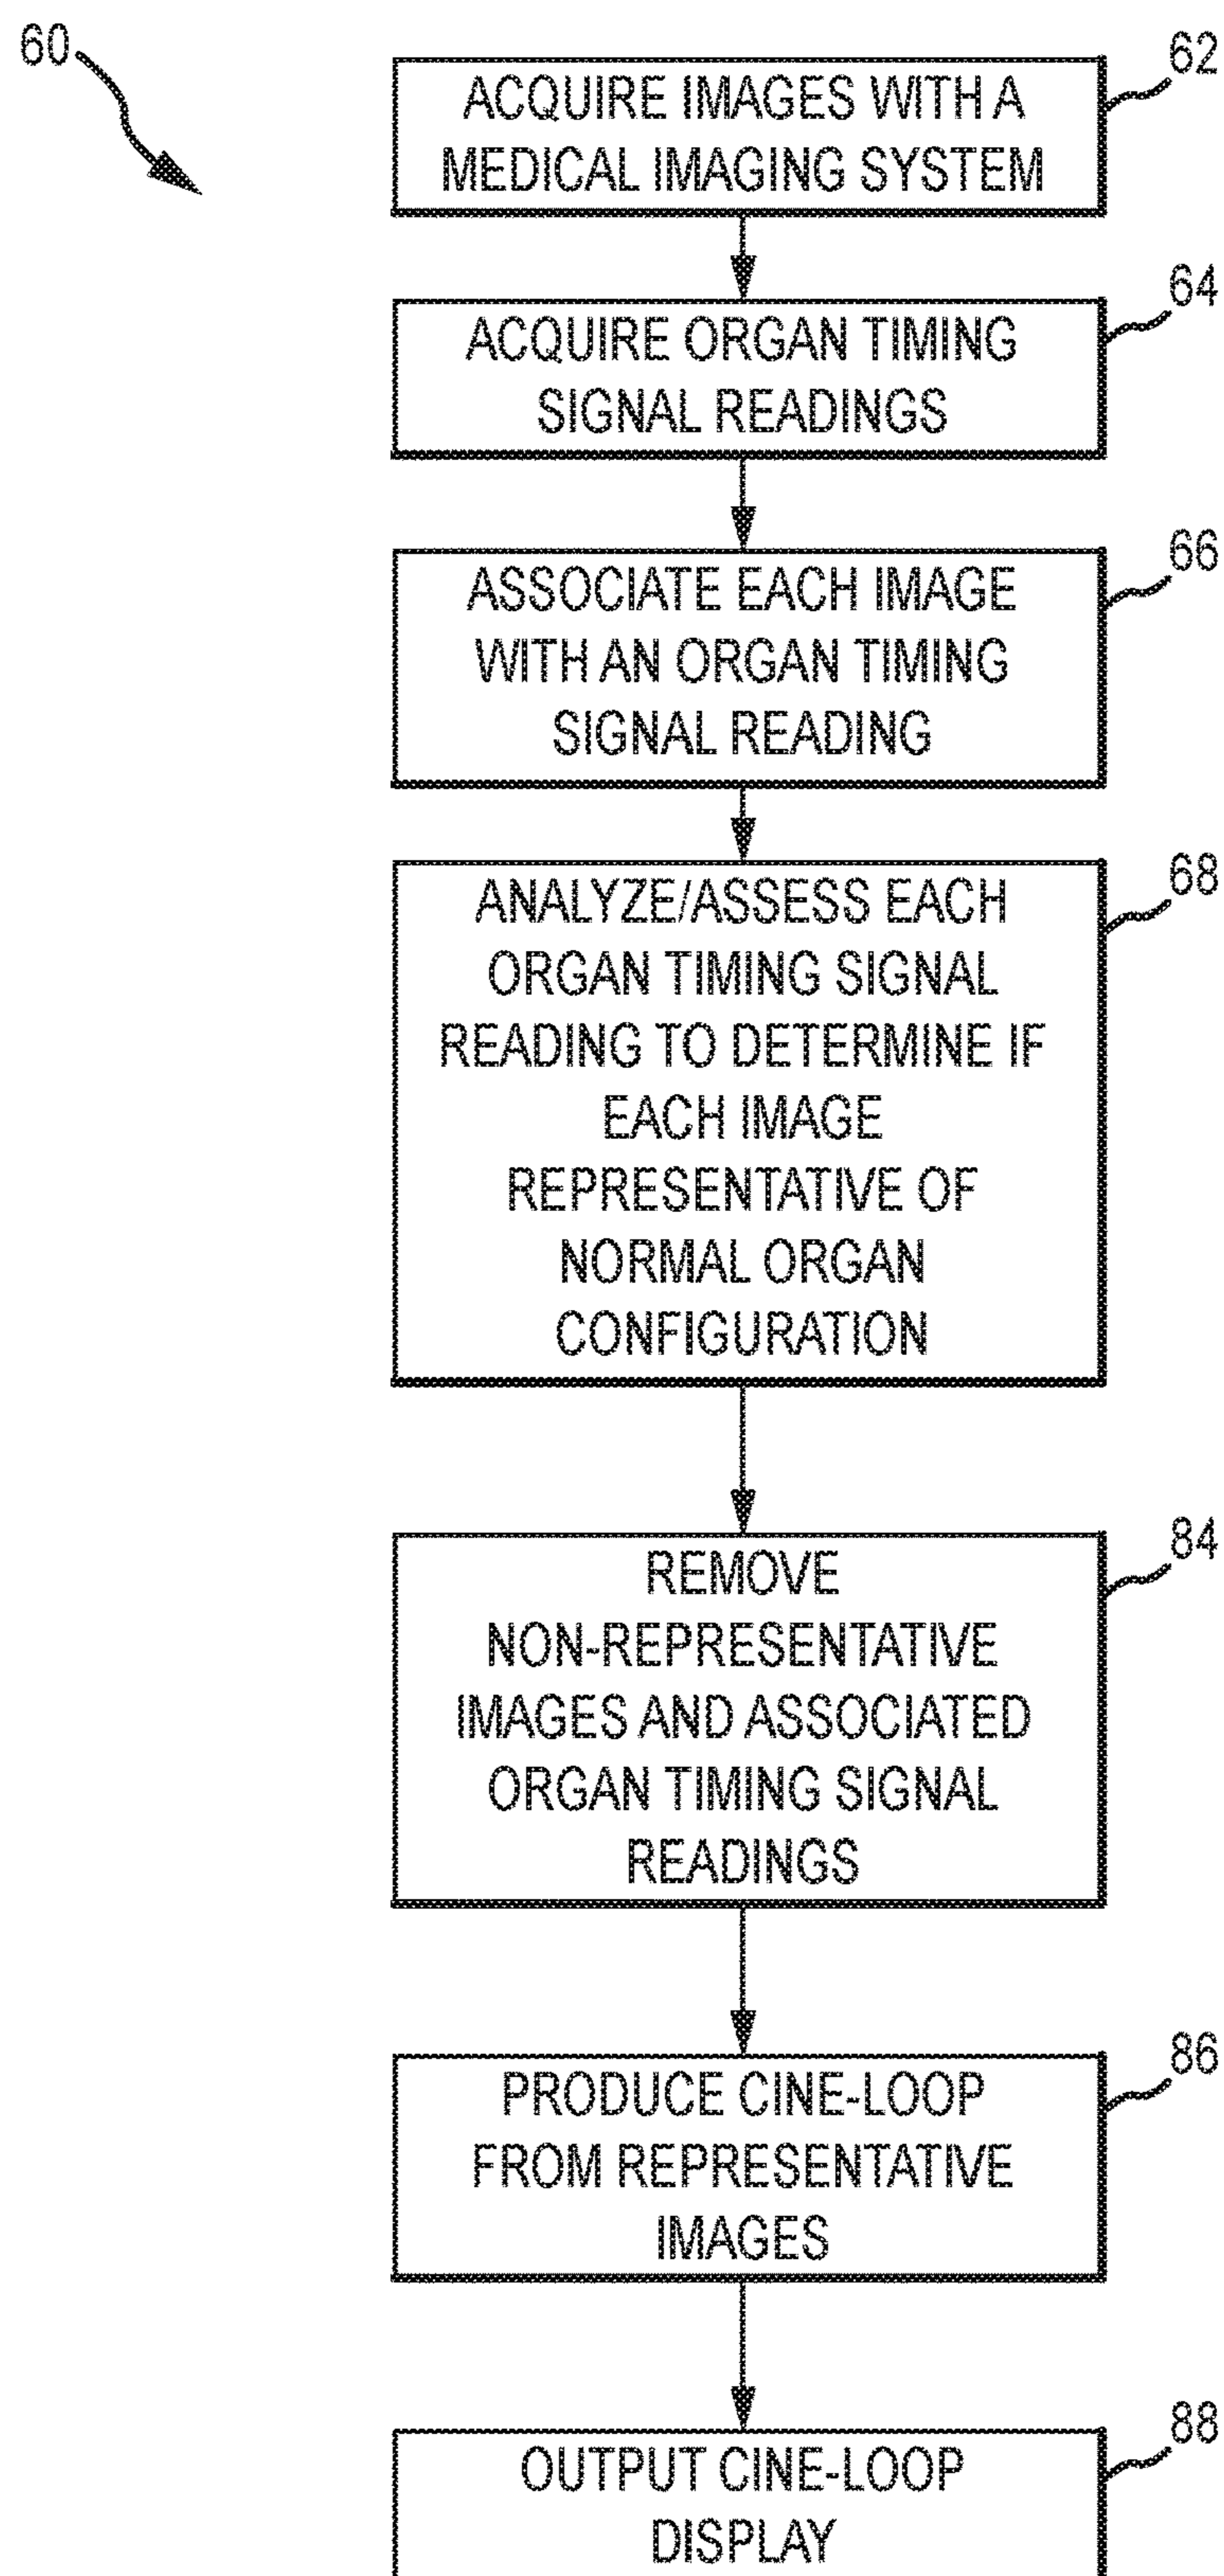 60
62
ACQUIRE IMAGES WITH A
MEDICAL IMAGING SYSTEM
64
ACQUIRE ORGAN TIMING
SIGNAL READINGS
66
ASSOCIATE EACH IMAGE
WITH AN ORGAN TIMING
SIGNAL READING
68
ANALYZE/ASSESS EACH
ORGAN TIMING SIGNAL
READING TO DETERMINE IF
EACH IMAGE
REPRESENTATIVE OF
NORMAL ORGAN
CONFIGURATION
84
REMOVE
NON-REPRESENTATIVE
IMAGES AND ASSOCIATED
ORGAN TIMING SIGNAL
READINGS
86
PRODUCE CINE-LOOP
FROM REPRESENTATIVE
IMAGES
88
OUTPUT CINE-LOOP
DISPLAY